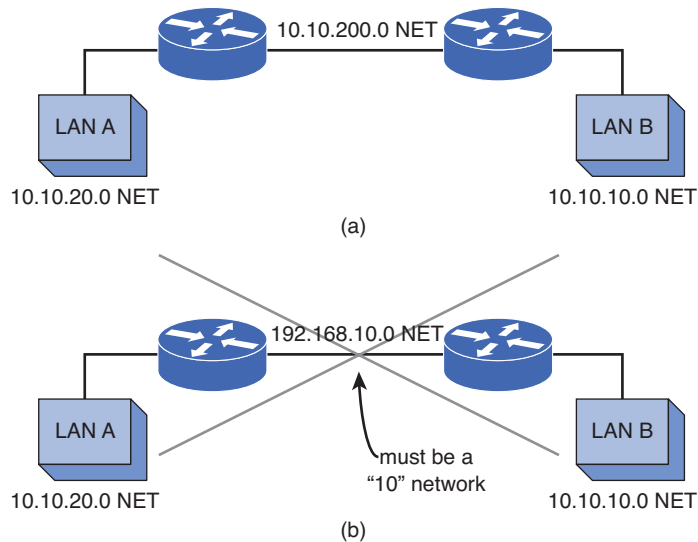 10.10.200.0 NET
LAN A
LAN B
10.10.20.0 NET
10.10.10.0 NET
(a)
192.168.10.0 NET
LAN A
LAN B
must be a
“10” network
10.10.20.0 NET
10.10.10.0 NET
(b)